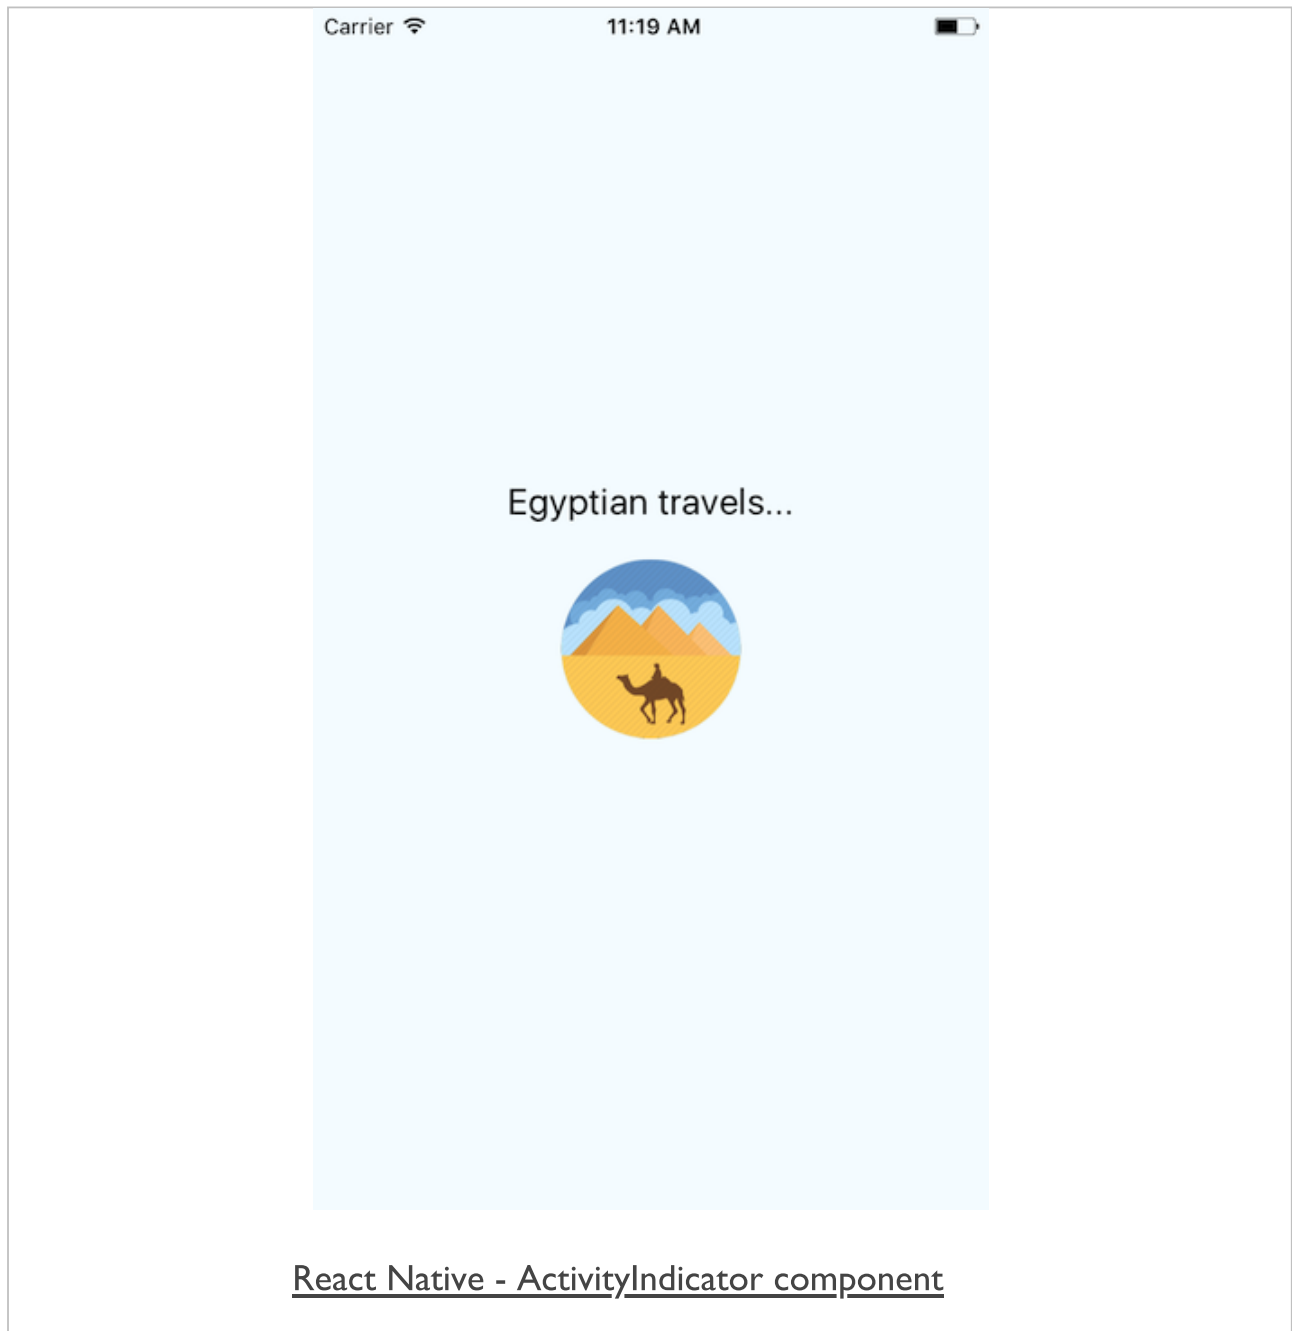 Carrier 11:19 AM
Egyptian travels...
React Native - ActivityIndicator component